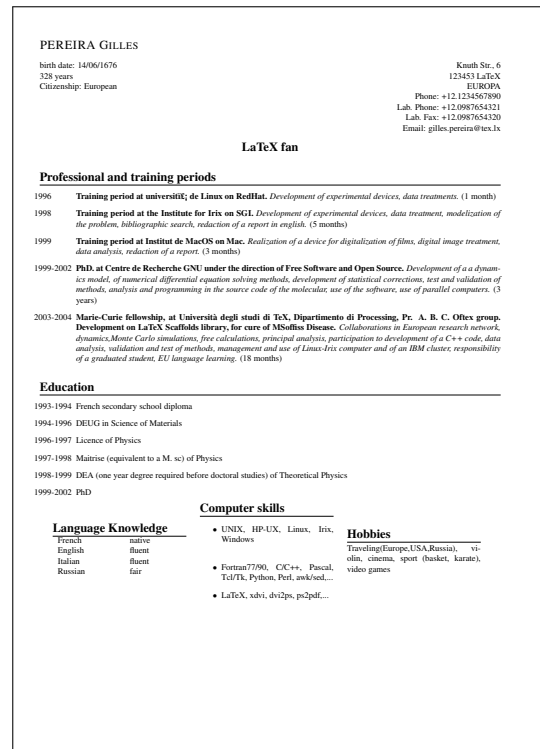 PEREIRA GILLES
birth date: 14/06/1676
328 years
Citizenship: European
Knuth Str., 6
123453 LaTeX
EUROPA
Phone: +12.1234567890
Lab. Phone: +12.0987654321
Lab. Fax: +12.0987654320
Email: gilles.pereira@tex.lx
LaTeX fan
Professional and training periods
1996 Training period at universitï£¡ de Linux on RedHat. Development of experimental devices, data treatments. (1 month)
1998 Training period at the Institute for Irix on SGI. Development of experimental devices, data treatment, modelization of
the problem, bibliographic search, redaction of a report in english. (5 months)
1999 Training period at Institut de MacOS on Mac. Realization of a device for digitalization of films, digital image treatment,
data analysis, redaction of a report. (3 months)
1999-2002 PhD. at Centre de Recherche GNU under the direction of Free Software and Open Source. Development of a a dynam-
ics model, of numerical differential equation solving methods, development of statistical corrections, test and validation of
methods, analysis and programming in the source code of the molecular, use of the software, use of parallel computers. (3
years)
2003-2004 Marie-Curie fellowship, at Università degli studi di TeX, Dipartimento di Processing, Pr. A. B. C. Oftex group.
Development on LaTeX Scaffolds library, for cure of MSoffiss Disease. Collaborations in European research network,
dynamics,Monte Carlo simulations, free calculations, principal analysis, participation to development of a C++ code, data
analysis, validation and test of methods, management and use of Linux-Irix computer and of an IBM cluster, responsibility
of a graduated student, EU language learning. (18 months)
Education
1993-1994 French secondary school diploma
1994-1996 DEUG in Science of Materials
1996-1997 Licence of Physics
1997-1998 Maitrise (equivalent to a M. sc) of Physics
1998-1999 DEA (one year degree required before doctoral studies) of Theoretical Physics
1999-2002 PhD
Language Knowledge
French native
English fluent
Italian fluent
Russian fair
Computer skills
• UNIX, HP-UX, Linux, Irix,
Windows
• Fortran77/90, C/C++, Pascal,
Tcl/Tk, Python, Perl, awk/sed,...
• LaTeX, xdvi, dvi2ps, ps2pdf,...
Hobbies
Traveling(Europe,USA,Russia), vi-
olin, cinema, sport (basket, karate),
video games